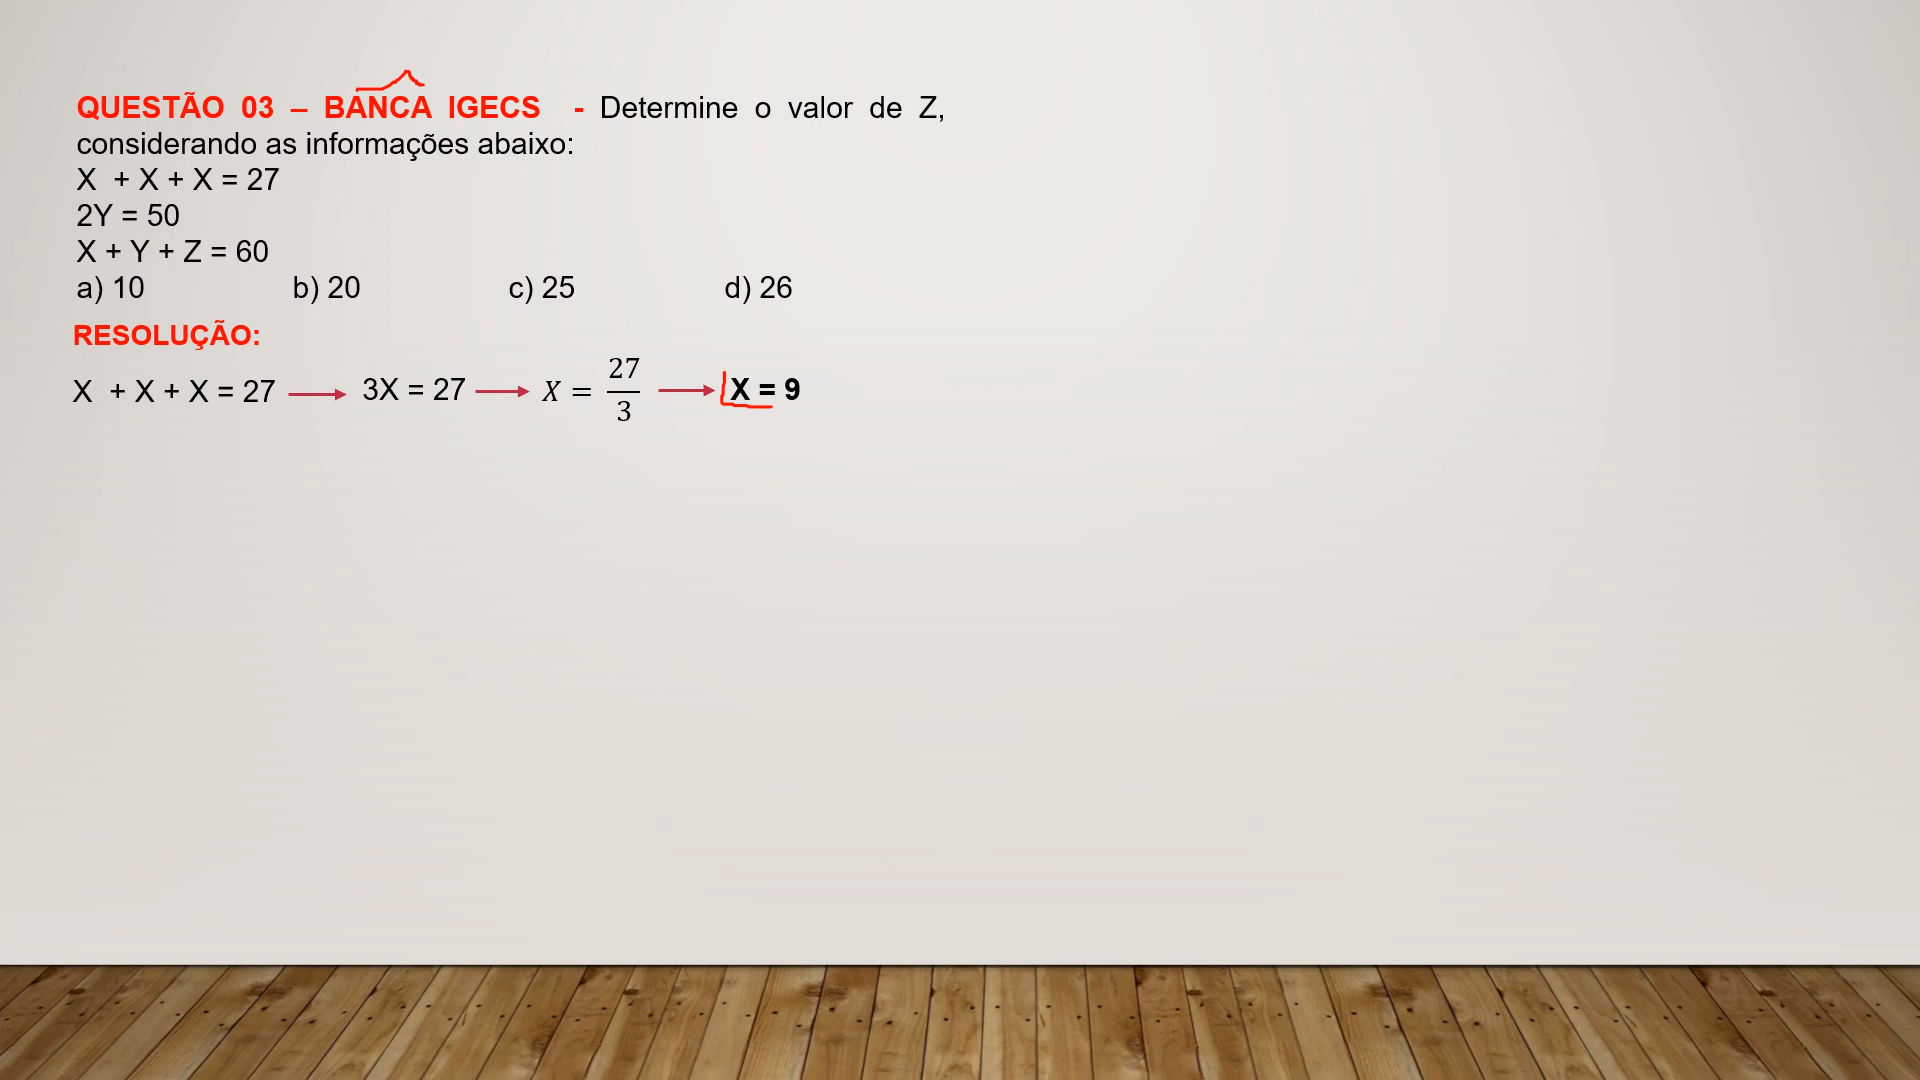 QUESTÃO 03 – BANCA IGECS - Determine o valor de Z,
considerando as informações abaixo:
X + X + X = 27
2Y = 50
X + Y + Z = 60
a) 10 b) 20 c) 25 d) 26
RESOLUÇÃO:
X + X + X = 27 → 3X = 27 → X = 27/3 → X = 9